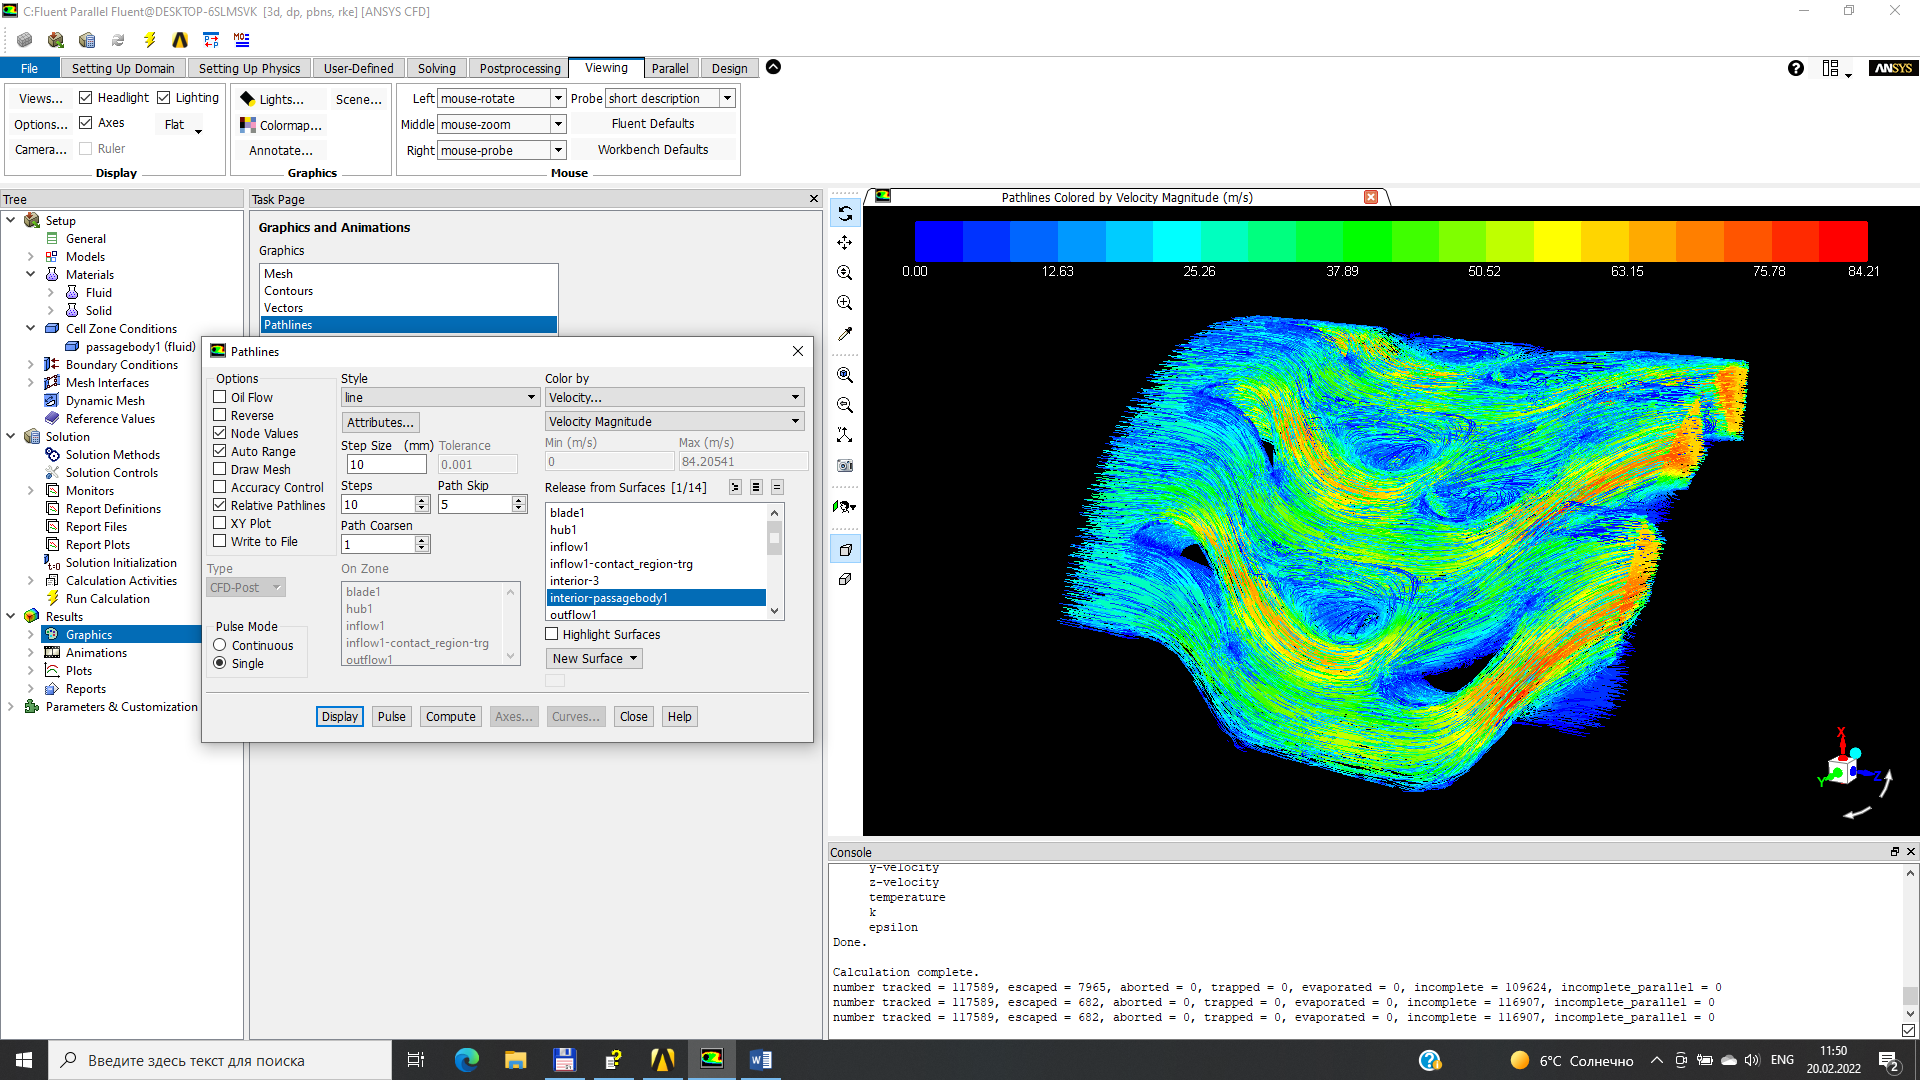 C:Fluent Parallel Fluent@DESKTOP-6SLMSVK [3d, dp, pbns, rke] [ANSYS CFD]
File Setting Up Domain Setting Up Physics User-Defined Solving Postprocessing Viewing Parallel Design ANSYS
Views... Headlight Lighting
Options... Axes Flat
Camera... Ruler
Display
Lights... Scene...
Colormap...
Annotate...
Graphics
Left mouse-rotate Probe short description
Middle mouse-zoom Fluent Defaults
Right mouse-probe Workbench Defaults
Mouse
Tree
Setup
General
Models
Materials
Fluid
Solid
Cell Zone Conditions
passagebody1 (fluid)
Boundary Conditions
Mesh Interfaces
Dynamic Mesh
Reference Values
Solution
Solution Methods
Solution Controls
Monitors
Report Definitions
Report Files
Report Plots
Solution Initialization
Calculation Activities
Run Calculation
Results
Graphics
Animations
Plots
Reports
Parameters & Customization
Task Page
Graphics and Animations
Graphics
Mesh
Contours
Vectors
Pathlines
Pathlines
Options
Oil Flow
Reverse
Node Values
Auto Range
Draw Mesh
Accuracy Control
Relative Pathlines
XY Plot
Write to File
Type
CFD-Post
Pulse Mode
Continuous
Single
Style
line
Attributes...
Step Size (mm) Tolerance
10 0.001
Steps Path Skip
10 5
Path Coarsen
1
On Zone
blade1
hub1
inflow1
inflow1-contact_region-trg
outflow1
Color by
Velocity...
Velocity Magnitude
Min (m/s) Max (m/s)
0 84.20541
Release from Surfaces [1/14]
blade1
hub1
inflow1
inflow1-contact_region-trg
interior-3
interior-passagebody1
outflow1
Highlight Surfaces
New Surface
Display Pulse Compute Axes... Curves... Close Help
Pathlines Colored by Velocity Magnitude (m/s)
0.00 12.63 25.26 37.89 50.52 63.15 75.78 84.21
X
Y
Z
Console
y-velocity
z-velocity
temperature
k
epsilon
Done.
Calculation complete.
number tracked = 117589, escaped = 7965, aborted = 0, trapped = 0, evaporated = 0, incomplete = 109624, incomplete_parallel = 0
number tracked = 117589, escaped = 682, aborted = 0, trapped = 0, evaporated = 0, incomplete = 116907, incomplete_parallel = 0
number tracked = 117589, escaped = 682, aborted = 0, trapped = 0, evaporated = 0, incomplete = 116907, incomplete_parallel = 0
Введите здесь текст для поиска
6°C Солнечно
ENG
11:50
20.02.2022
2